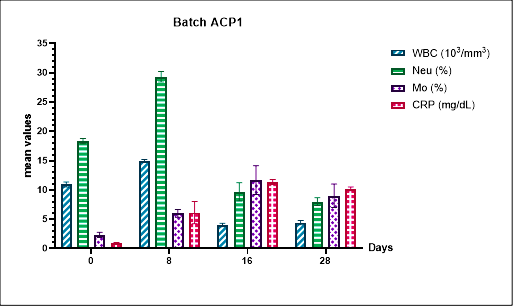 Batch ACP1
35
30
25
20
15
10
5
0
mean values
0 8 16 28
Days
WBC (10³/mm³)
Neu (%)
Mo (%)
CRP (mg/dL)